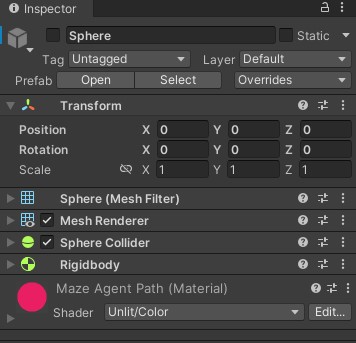 Inspector
Sphere Static
Tag Untagged Layer Default
Prefab Open Select Overrides
Transform
Position X 0 Y 0 Z 0
Rotation X 0 Y 0 Z 0
Scale X 1 Y 1 Z 1
Sphere (Mesh Filter)
Mesh Renderer
Sphere Collider
Rigidbody
Maze Agent Path (Material)
Shader Unlit/Color Edit...